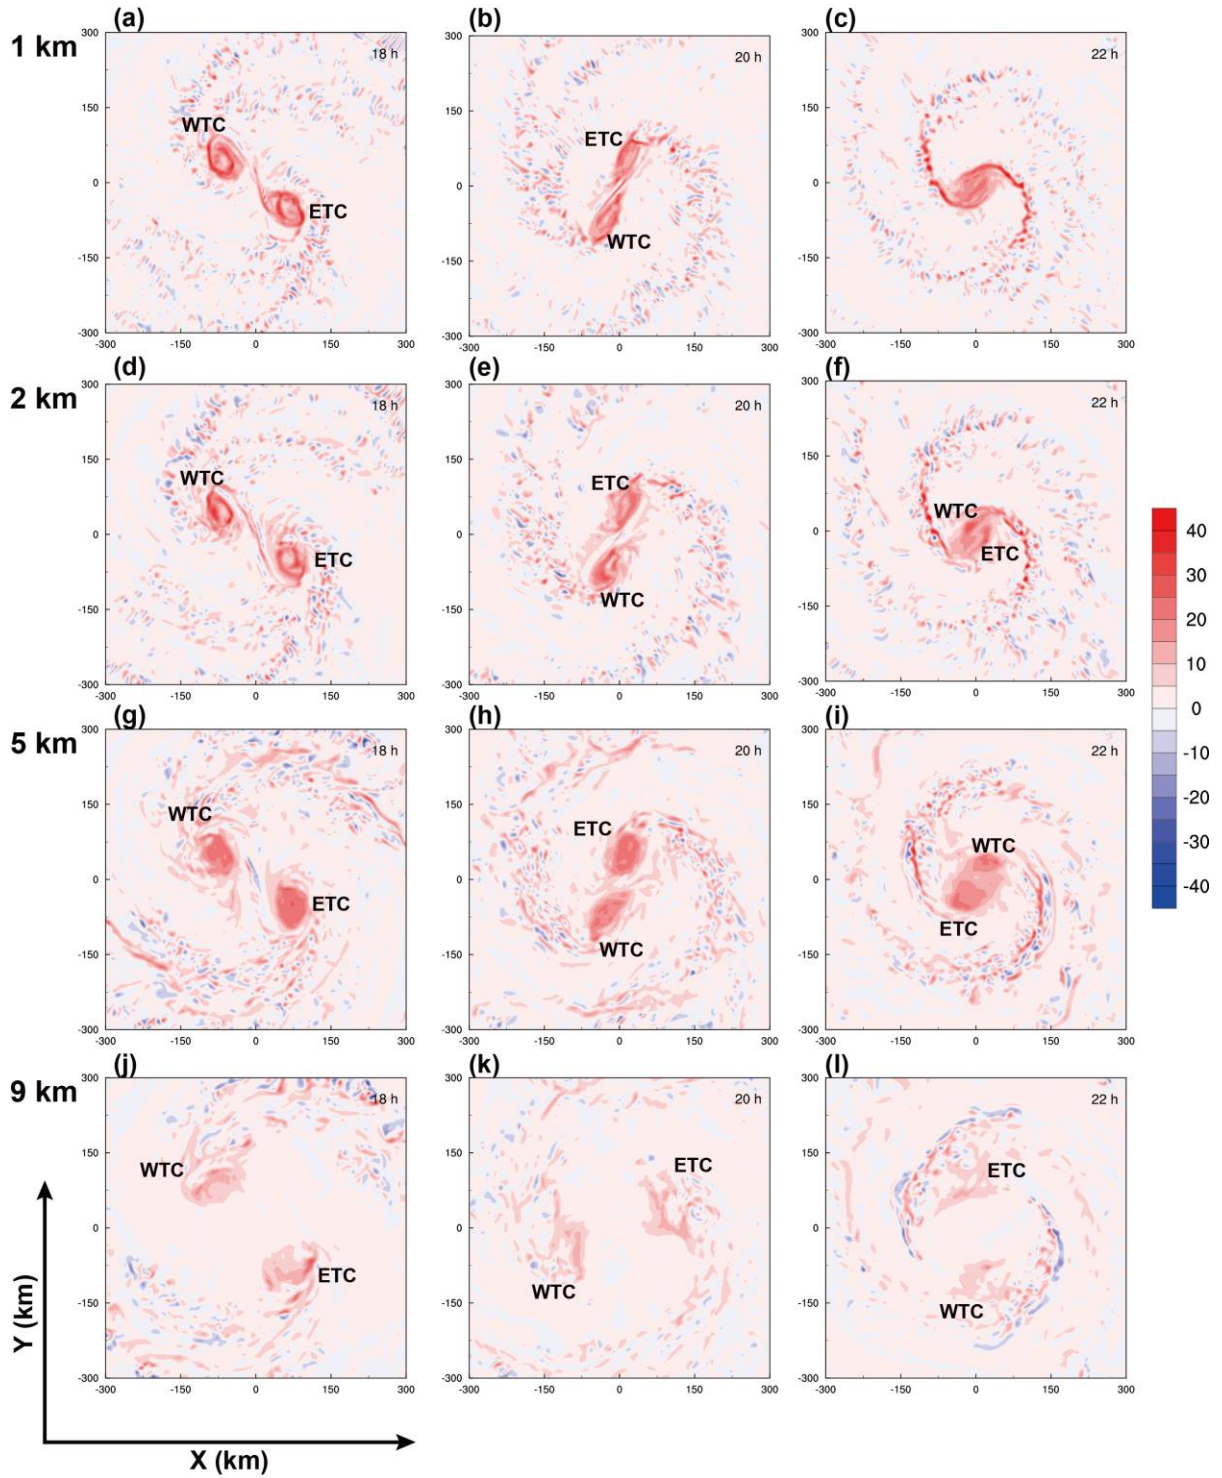 (a) (b) (c)
1 km
300 300 300
18 h 20 h 22 h
WTC ETC
150 150 150
0 0 0
ETC WTC
-150 -150 -150
-300 -300 -300
-300 -150 0 150 300 -300 -150 0 150 300 -300 -150 0 150 300
(d) (e) (f)
2 km
300 300 300
18 h 20 h 22 h
WTC ETC WTC
150 150 150
0 0 0
ETC WTC ETC
-150 -150 -150
-300 -300 -300
-300 -150 0 150 300 -300 -150 0 150 300 -300 -150 0 150 300
(g) (h) (i)
5 km
300 300 300
18 h 20 h 22 h
WTC ETC WTC
150 150 150
0 0 0
ETC WTC ETC
-150 -150 -150
-300 -300 -300
-300 -150 0 150 300 -300 -150 0 150 300 -300 -150 0 150 300
(j) (k) (l)
9 km
300 300 300
18 h 20 h 22 h
WTC ETC ETC
150 150 150
0 0 0
ETC WTC WTC
-150 -150 -150
-300 -300 -300
-300 -150 0 150 300 -300 -150 0 150 300 -300 -150 0 150 300
40
30
20
10
0
-10
-20
-30
-40
Y (km)
X (km)